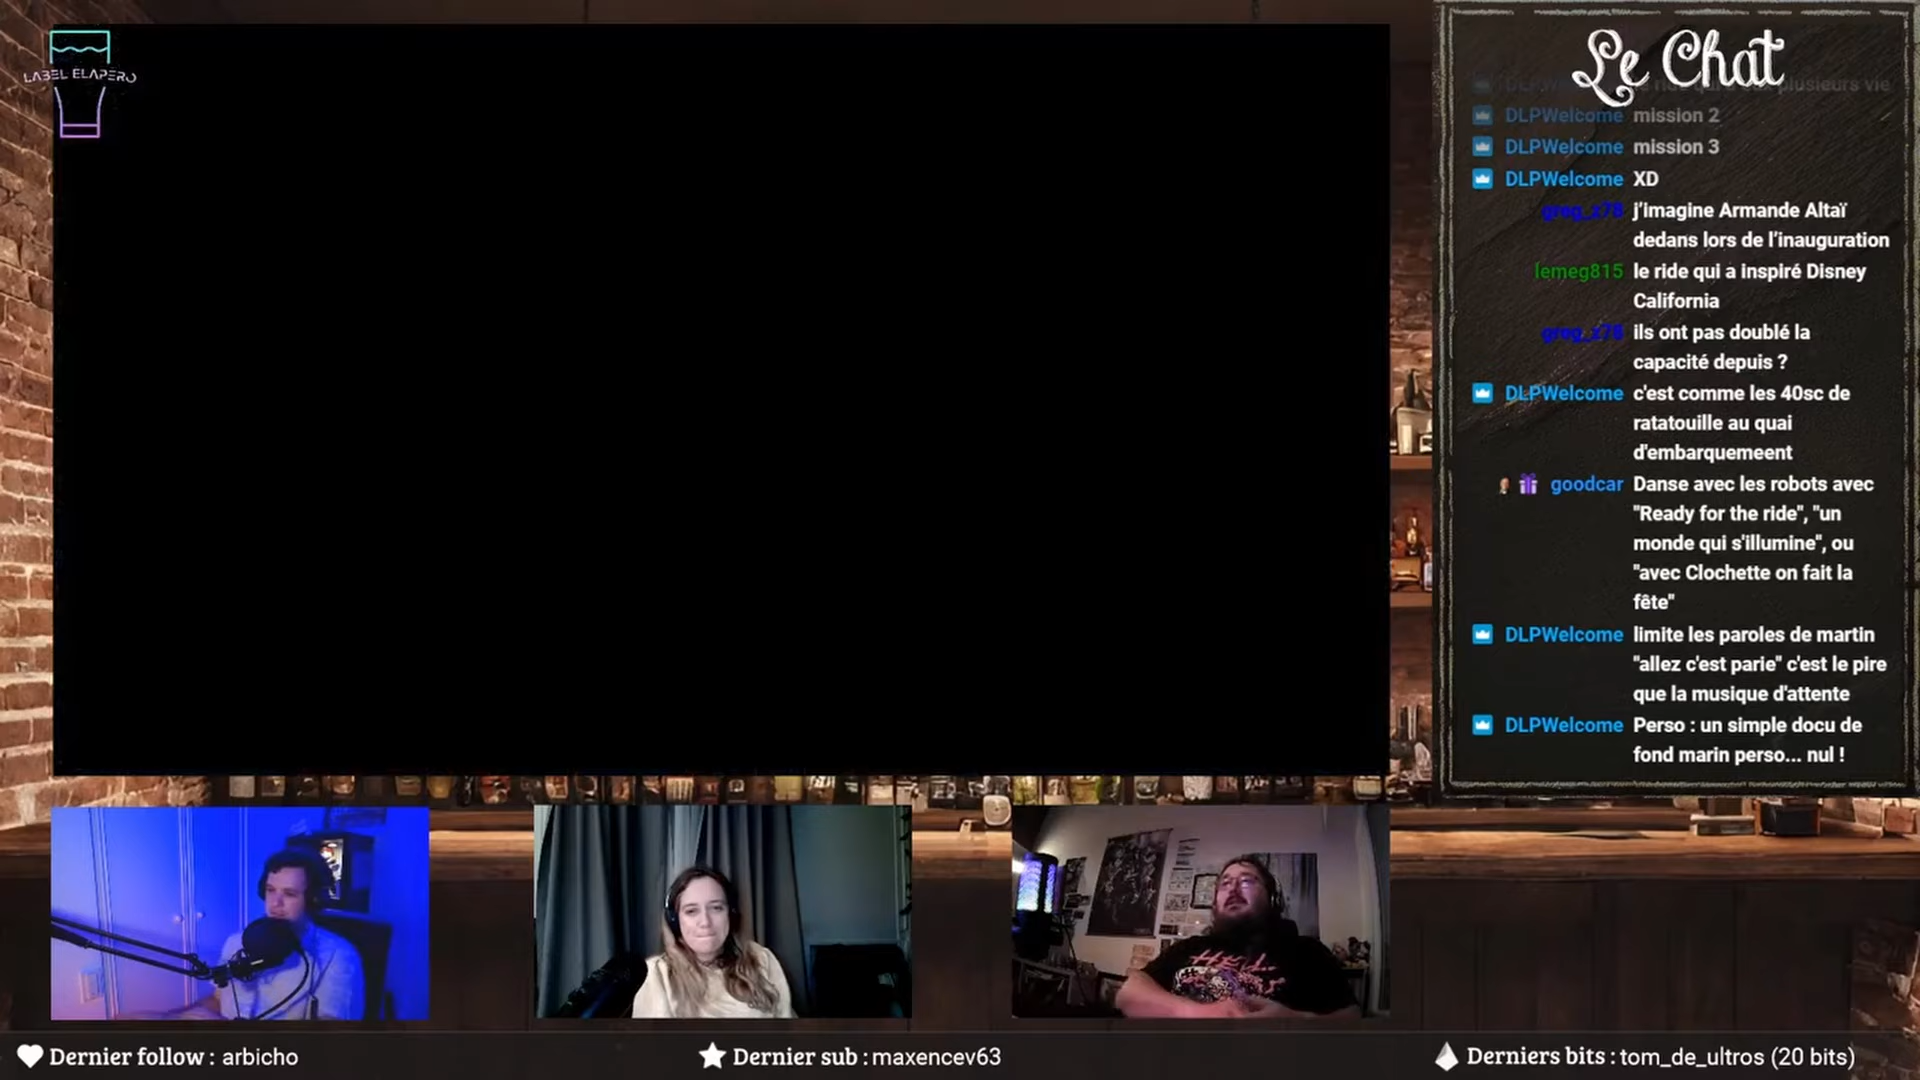 LABEL ÉLAPERO
Le Chat
plusieurs vie
DLPWelcome mission 2
DLPWelcome mission 3
DLPWelcome XD
greg_z78 j'imagine Armande Altaï
dedans lors de l'inauguration
lemeg815 le ride qui a inspiré Disney
California
greg_z78 ils ont pas doublé la
capacité depuis ?
DLPWelcome c'est comme les 40sc de
ratatouille au quai
d'embarquemeent
goodcar Danse avec les robots avec
"Ready for the ride", "un
monde qui s'illumine", ou
"avec Clochette on fait la
fête"
DLPWelcome limite les paroles de martin
"allez c'est parie" c'est le pire
que la musique d'attente
DLPWelcome Perso : un simple docu de
fond marin perso... nul !
Dernier follow : arbicho
Dernier sub : maxencev63
Derniers bits : tom_de_ultros (20 bits)